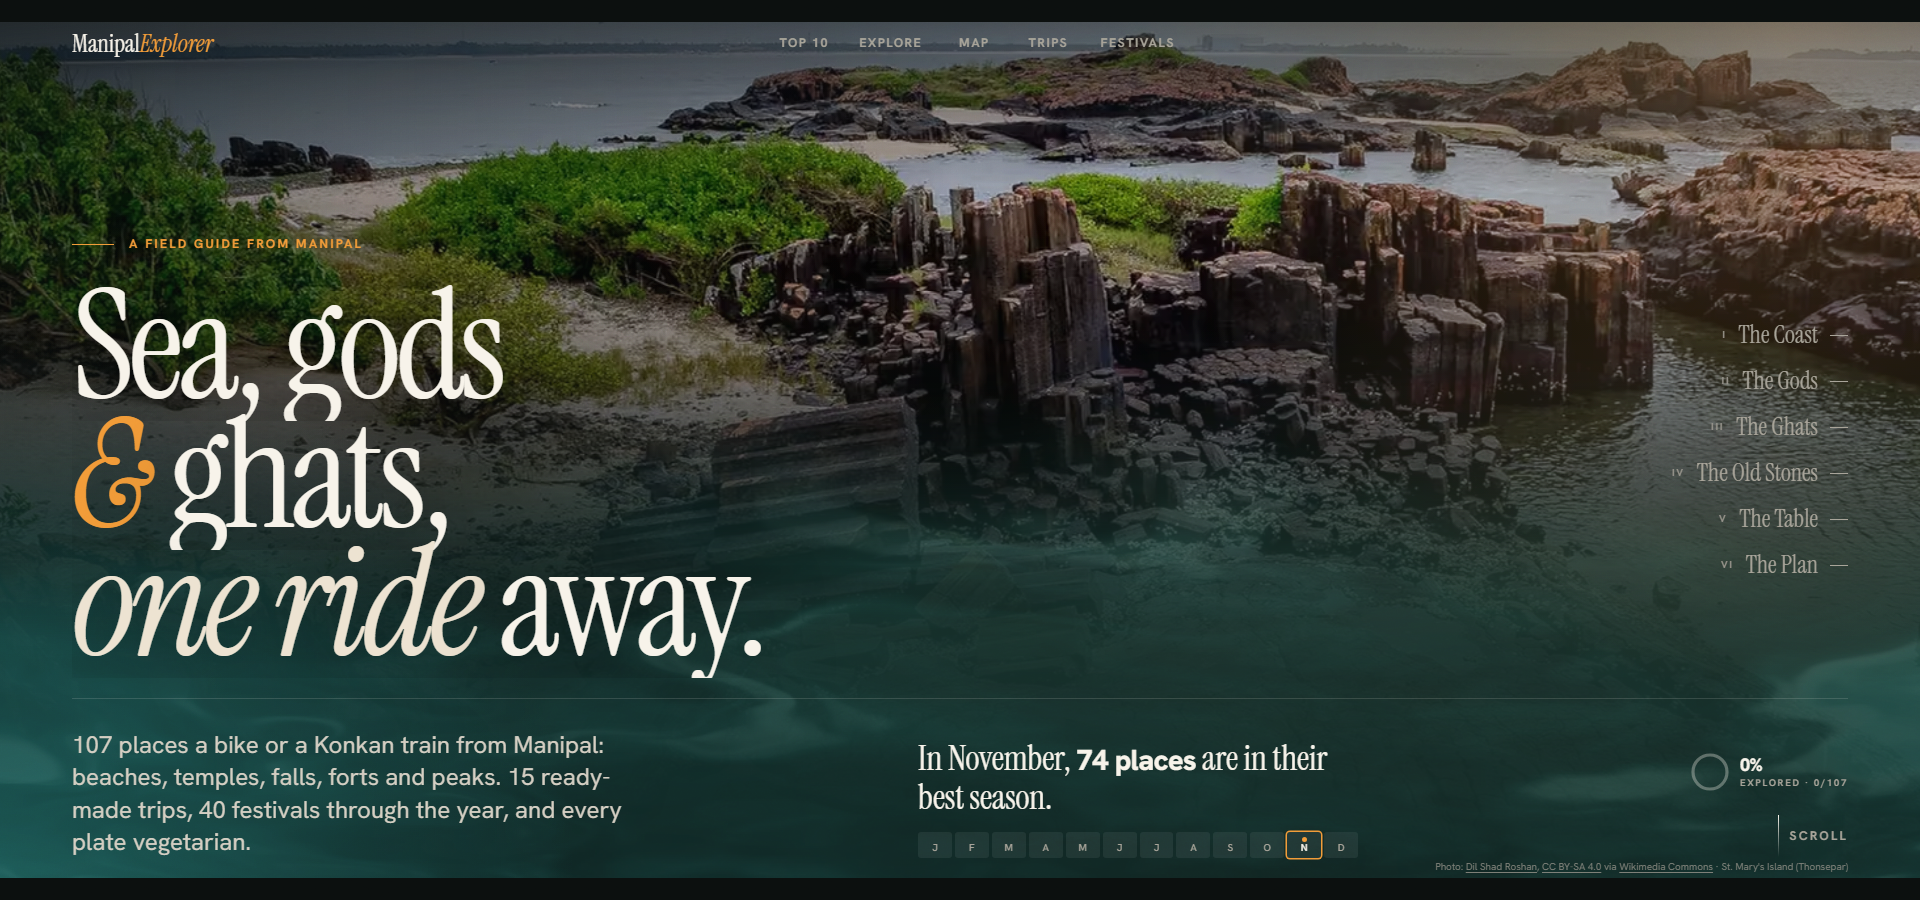 ManipalExplorer
TOP 10 EXPLORE MAP TRIPS FESTIVALS
A FIELD GUIDE FROM MANIPAL
Sea, gods
& ghats,
one ride away.
I The Coast
II The Gods
III The Ghats
IV The Old Stones
V The Table
VI The Plan
107 places a bike or a Konkan train from Manipal:
beaches, temples, falls, forts and peaks. 15 ready-
made trips, 40 festivals through the year, and every
plate vegetarian.
In November, 74 places are in their
best season.
J F M A M J J A S O N D
0%
EXPLORED · 0/107
SCROLL
Photo: Dil Shad Roshan, CC BY-SA 4.0 via Wikimedia Commons · St. Mary's Island (Thonsepar)